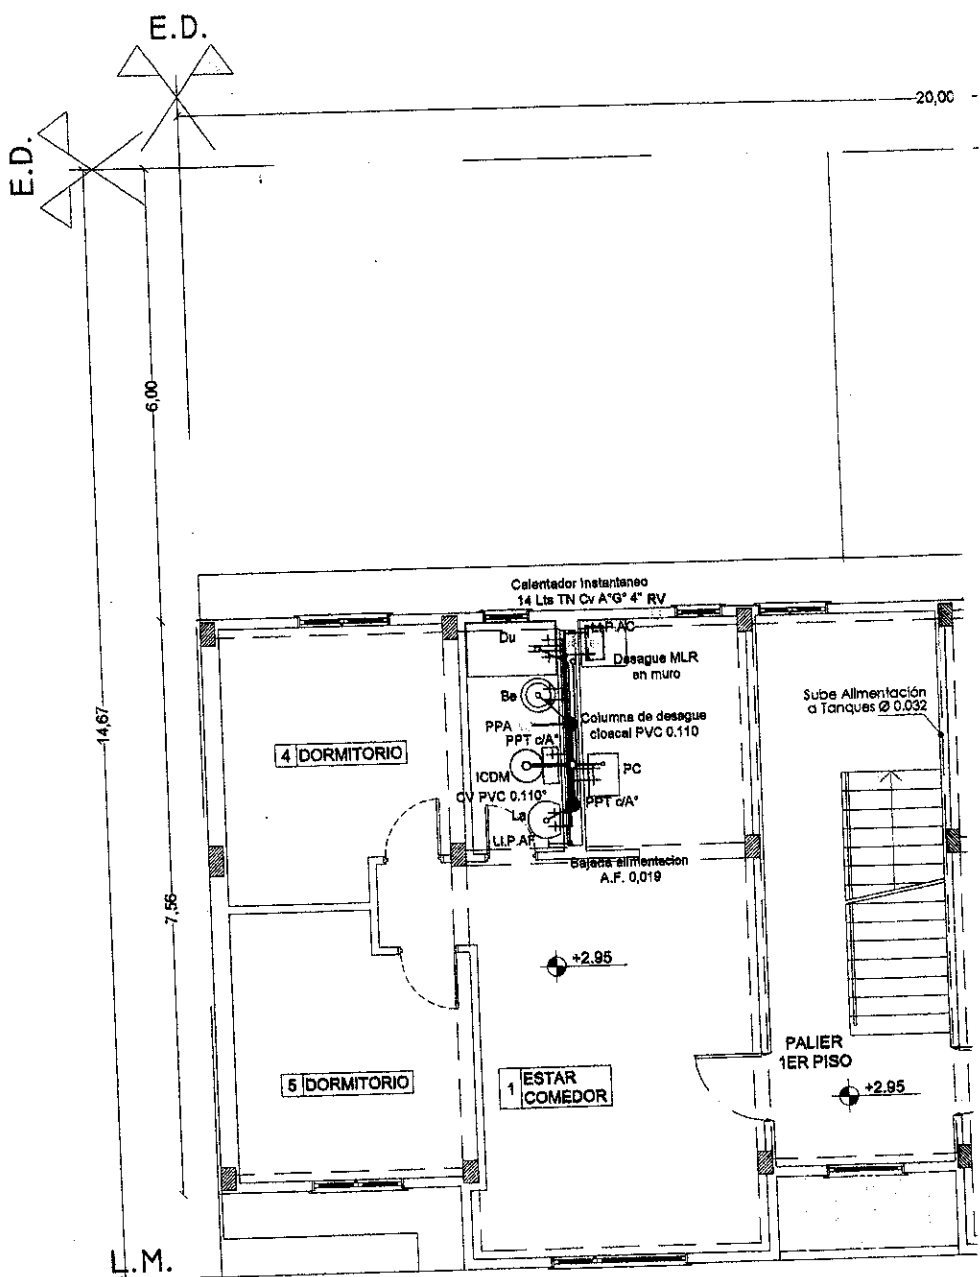 E.D.
20,00
E.D.
6,00
Calentador Instantaneo
14 Lts TN Cv A°G° 4" RV
Du
LL.P.AC
Desague MLR
en muro
Be
Sube Alimentación
a Tanques Ø 0.032
PPA
Columna de desague
cloacal PVC 0.110
14,67
PPT c/A°
4 DORMITORIO
ICDM
PC
CV PVC 0.110°
PPT c/A°
La
LL.P.AF
Bajada alimentacion
A.F. 0,019
7,56
+2.95
PALIER
1ER PISO
5 DORMITORIO
1 ESTAR
COMEDOR
+2.95
L.M.